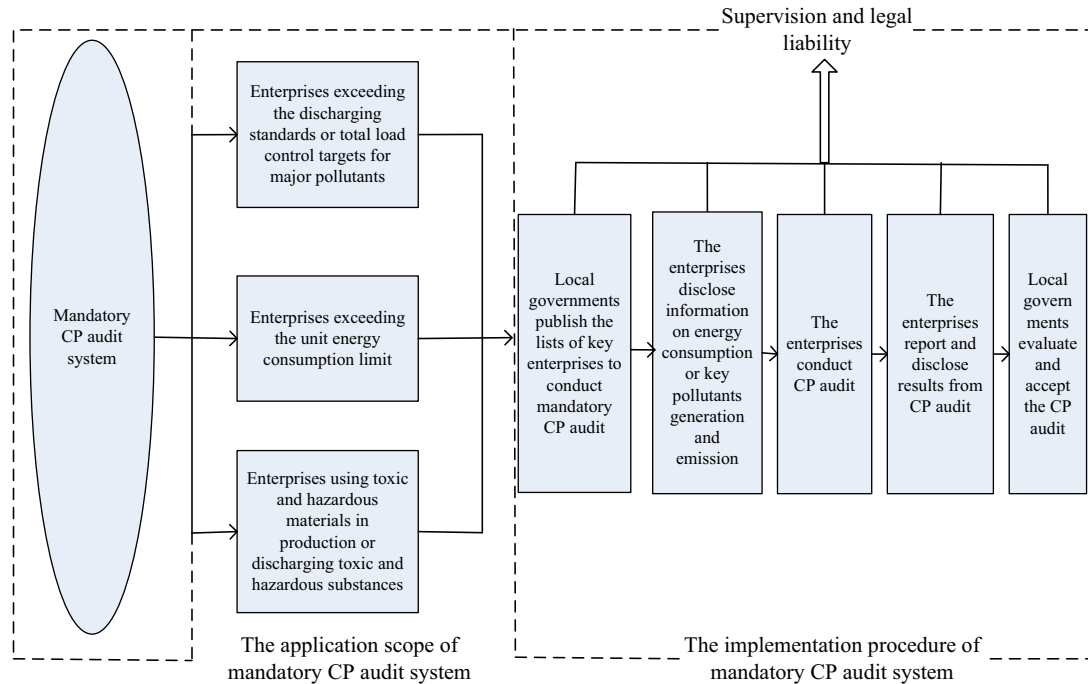 Supervision and legal
liability
Mandatory
CP audit
system
Enterprises exceeding
the discharging
standards or total load
control targets for
major pollutants
Enterprises exceeding
the unit energy
consumption limit
Enterprises using toxic
and hazardous
materials in
production or
discharging toxic and
hazardous substances
The application scope of
mandatory CP audit system
Local
governments
publish the
lists of key
enterprises to
conduct
mandatory
CP audit
The
enterprises
disclose
information
on energy
consumption
or key
pollutants
generation
and
emission
The
enterprises
conduct
CP audit
The
enterprises
report and
disclose
results from
CP audit
Local
govern
ments
evaluate
and
accept
the CP
audit
The implementation procedure of
mandatory CP audit system